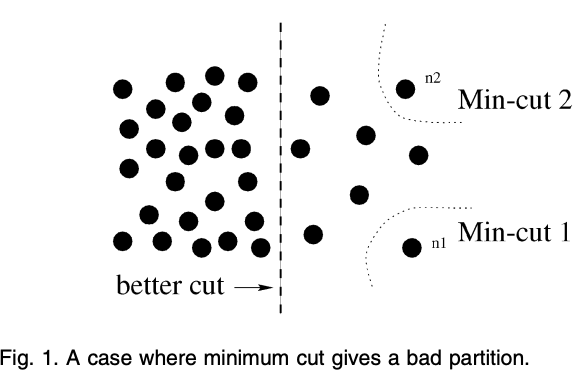 n2
Min-cut 2
n1
Min-cut 1
better cut
Fig. 1. A case where minimum cut gives a bad partition.